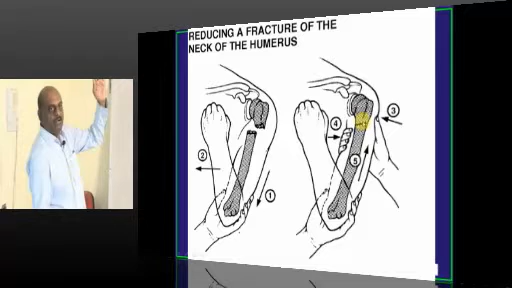 REDUCING A FRACTURE OF THE
NECK OF THE HUMERUS
2
1
3
4
5